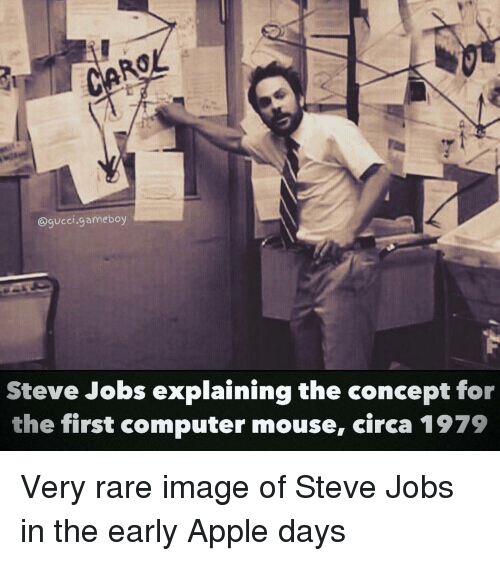 CAROL
@gucci.gameboy
Steve Jobs explaining the concept for
the first computer mouse, circa 1979
Very rare image of Steve Jobs
in the early Apple days